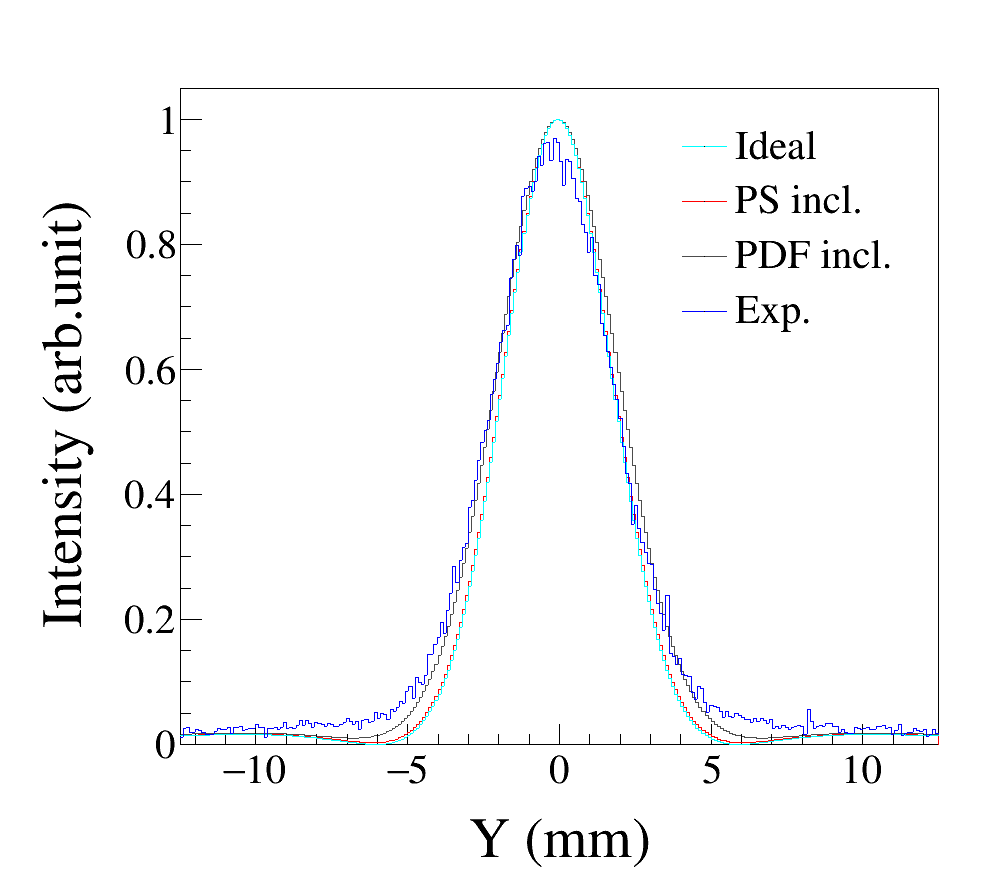 Intensity (arb.unit)
1
0.8
0.6
0.4
0.2
0
Ideal
PS incl.
PDF incl.
Exp.
−10 −5 0 5 10
Y (mm)